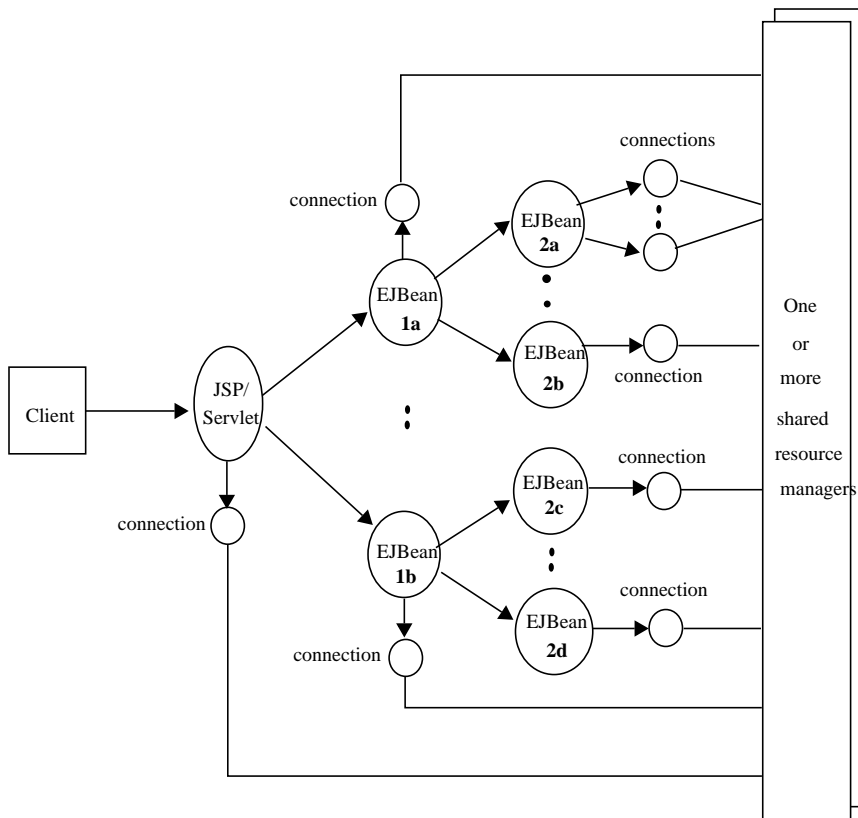 connections
connection
EJBean
2a
EJBean
1a
One
or
more
shared
resource
managers
EJBean
2b
connection
JSP/
Servlet
Client
connection
EJBean
2c
connection
EJBean
1b
connection
EJBean
2d
connection